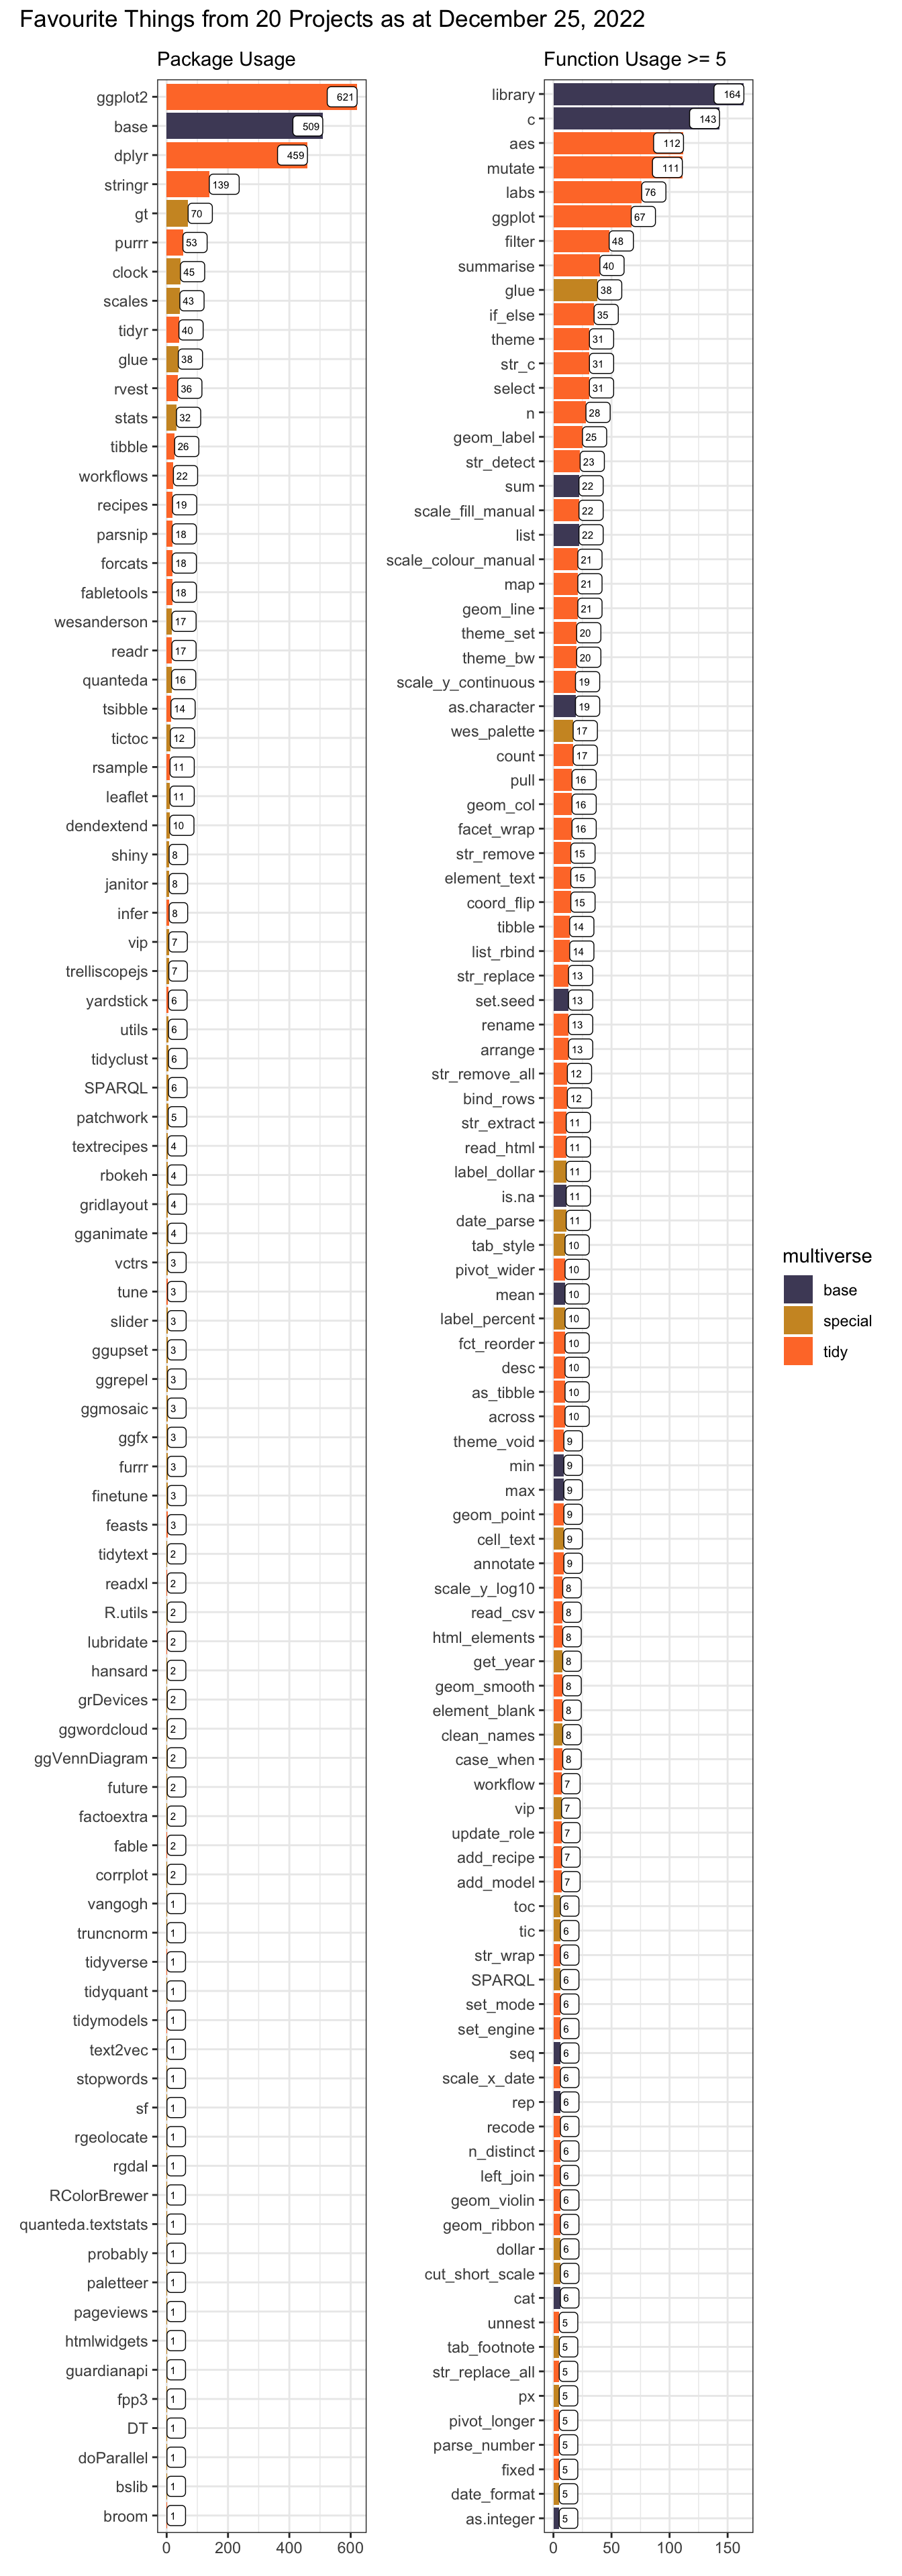 Favourite Things from 20 Projects as at December 25, 2022
Package Usage
ggplot2 621
base 509
dplyr 459
stringr 139
gt 70
purrr 53
clock 45
scales 43
tidyr 40
glue 38
rvest 36
stats 32
tibble 26
workflows 22
recipes 19
parsnip 18
forcats 18
fabletools 18
wesanderson 17
readr 17
quanteda 16
tsibble 14
tictoc 12
rsample 11
leaflet 11
dendextend 10
shiny 8
janitor 8
infer 8
vip 7
trelliscopejs 7
yardstick 6
utils 6
tidyclust 6
SPARQL 6
patchwork 5
textrecipes 4
rbokeh 4
gridlayout 4
gganimate 4
vctrs 3
tune 3
slider 3
ggupset 3
ggrepel 3
ggmosaic 3
ggfx 3
furrr 3
finetune 3
feasts 3
tidytext 2
readxl 2
R.utils 2
lubridate 2
hansard 2
grDevices 2
ggwordcloud 2
ggVennDiagram 2
future 2
factoextra 2
fable 2
corrplot 2
vangogh 1
truncnorm 1
tidyverse 1
tidyquant 1
tidymodels 1
text2vec 1
stopwords 1
sf 1
rgeolocate 1
rgdal 1
RColorBrewer 1
quanteda.textstats 1
probably 1
paletteer 1
pageviews 1
htmlwidgets 1
guardianapi 1
fpp3 1
DT 1
doParallel 1
bslib 1
broom 1
0 200 400 600
Function Usage >= 5
library 164
c 143
aes 112
mutate 111
labs 76
ggplot 67
filter 48
summarise 40
glue 38
if_else 35
theme 31
str_c 31
select 31
n 28
geom_label 25
str_detect 23
sum 22
scale_fill_manual 22
list 22
scale_colour_manual 21
map 21
geom_line 21
theme_set 20
theme_bw 20
scale_y_continuous 19
as.character 19
wes_palette 17
count 17
pull 16
geom_col 16
facet_wrap 16
str_remove 15
element_text 15
coord_flip 15
tibble 14
list_rbind 14
str_replace 13
set.seed 13
rename 13
arrange 13
str_remove_all 12
bind_rows 12
str_extract 11
read_html 11
label_dollar 11
is.na 11
date_parse 11
tab_style 10
pivot_wider 10
mean 10
label_percent 10
fct_reorder 10
desc 10
as_tibble 10
across 10
theme_void 9
min 9
max 9
geom_point 9
cell_text 9
annotate 9
scale_y_log10 8
read_csv 8
html_elements 8
get_year 8
geom_smooth 8
element_blank 8
clean_names 8
case_when 8
workflow 7
vip 7
update_role 7
add_recipe 7
add_model 7
toc 6
tic 6
str_wrap 6
SPARQL 6
set_mode 6
set_engine 6
seq 6
scale_x_date 6
rep 6
recode 6
n_distinct 6
left_join 6
geom_violin 6
geom_ribbon 6
dollar 6
cut_short_scale 6
cat 6
unnest 5
tab_footnote 5
str_replace_all 5
px 5
pivot_longer 5
parse_number 5
fixed 5
date_format 5
as.integer 5
0 50 100 150
multiverse
base
special
tidy